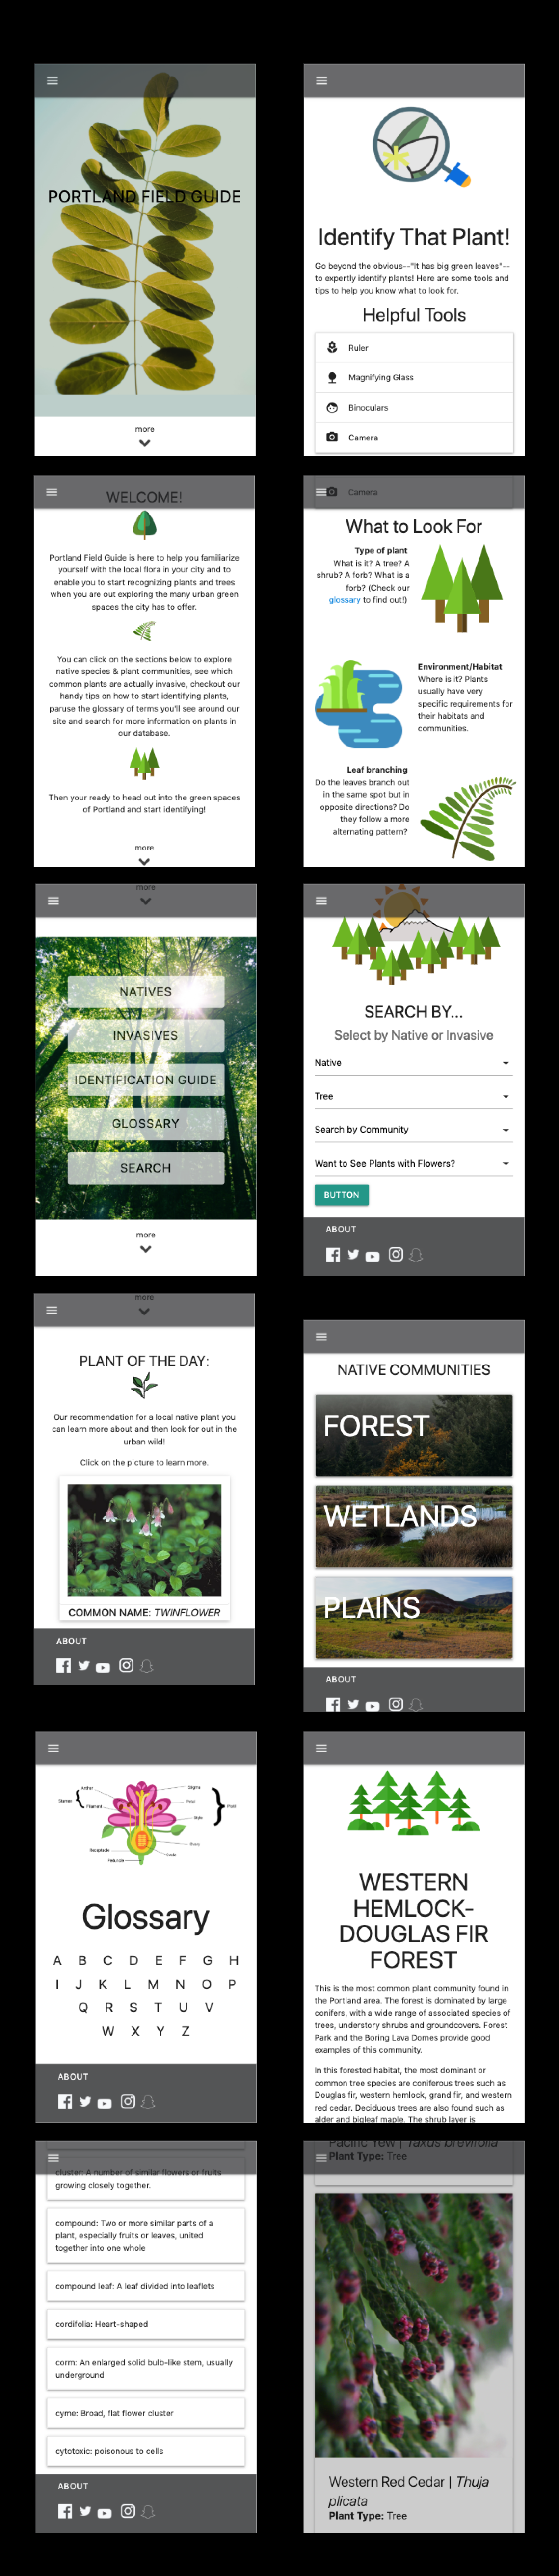 PORTLAND FIELD GUIDE
more
Identify That Plant!
Go beyond the obvious--"It has big green leaves"--
to expertly identify plants! Here are some tools and
tips to help you know what to look for.
Helpful Tools
Ruler
Magnifying Glass
Binoculars
Camera
WELCOME!
Portland Field Guide is here to help you familiarize
yourself with the local flora in your city and to
enable you to start recognizing plants and trees
when you are out exploring the many urban green
spaces the city has to offer.
You can click on the sections below to explore
native species & plant communities, see which
common plants are actually invasive, checkout our
handy tips on how to start identifying plants,
paruse the glossary of terms you'll see around our
site and search for more information on plants in
our database.
Then your ready to head out into the green spaces
of Portland and start identifying!
more
Camera
What to Look For
Type of plant
What is it? A tree? A
shrub? A forb? What is a
forb? (Check our
glossary to find out!)
Environment/Habitat
Where is it? Plants
usually have very
specific requirements for
their habitats and
communities.
Leaf branching
Do the leaves branch out
in the same spot but in
opposite directions? Do
they follow a more
alternating pattern?
more
NATIVES
INVASIVES
IDENTIFICATION GUIDE
GLOSSARY
SEARCH
more
SEARCH BY...
Select by Native or Invasive
Native
Tree
Search by Community
Want to See Plants with Flowers?
BUTTON
ABOUT
more
PLANT OF THE DAY:
Our recommendation for a local native plant you
can learn more about and then look for out in the
urban wild!
Click on the picture to learn more.
COMMON NAME: TWINFLOWER
ABOUT
NATIVE COMMUNITIES
FOREST
WETLANDS
PLAINS
ABOUT
Anther
Stamen
Filament
Stigma
Style
Pistil
Ovary
Ovule
Receptacle
Glossary
A B C D E F G H
I J K L M N O P
Q R S T U V
W X Y Z
ABOUT
WESTERN
HEMLOCK-
DOUGLAS FIR
FOREST
This is the most common plant community found in
the Portland area. The forest is dominated by large
conifers, with a wide range of associated species of
trees, understory shrubs and groundcovers. Forest
Park and the Boring Lava Domes provide good
examples of this community.
In this forested habitat, the most dominant or
common tree species are coniferous trees such as
Douglas fir, western hemlock, grand fir, and western
red cedar. Deciduous trees are also found such as
alder and bigleaf maple. The shrub layer is
cluster: A number of similar flowers or fruits
growing closely together.
compound: Two or more similar parts of a
plant, especially fruits or leaves, united
together into one whole
compound leaf: A leaf divided into leaflets
cordifolia: Heart-shaped
corm: An enlarged solid bulb-like stem, usually
underground
cyme: Broad, flat flower cluster
cytotoxic: poisonous to cells
ABOUT
Pacific Yew | Taxus brevifolia
Plant Type: Tree
Western Red Cedar | Thuja
plicata
Plant Type: Tree